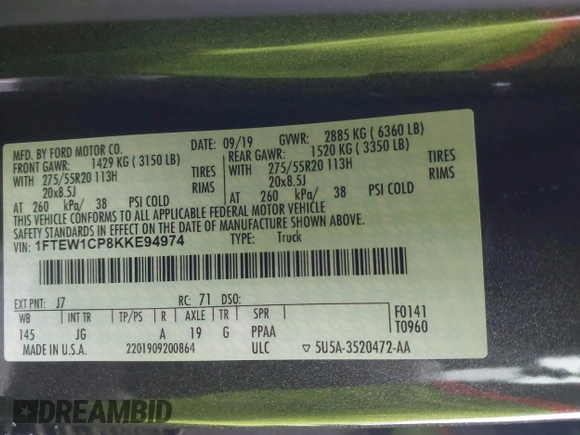 MFD. BY FORD MOTOR CO.
DATE: 09/19 GVWR: 2885 KG ( 6360 LB)
FRONT GAWR: 1429 KG ( 3150 LB) REAR GAWR: 1520 KG ( 3350 LB)
WITH 275/55R20 113H TIRES WITH 275/55R20 113H TIRES
20x8.5J RIMS 20x8.5J RIMS
AT 260 kPa/ 38 PSI COLD AT 260 kPa/ 38 PSI COLD
THIS VEHICLE CONFORMS TO ALL APPLICABLE FEDERAL MOTOR VEHICLE
SAFETY STANDARDS IN EFFECT ON THE DATE OF MANUFACTURE SHOWN ABOVE.
VIN: 1FTEW1CP8KKE94974 TYPE: Truck
EXT PNT: J7 RC: 71 DSO:
WB INT TR TP/PS R AXLE TR SPR F0141
145 JG A 19 G PPAA T0960
MADE IN U.S.A. 2201909200864 ULC ▽ 5U5A-3520472-AA
DREAMBID